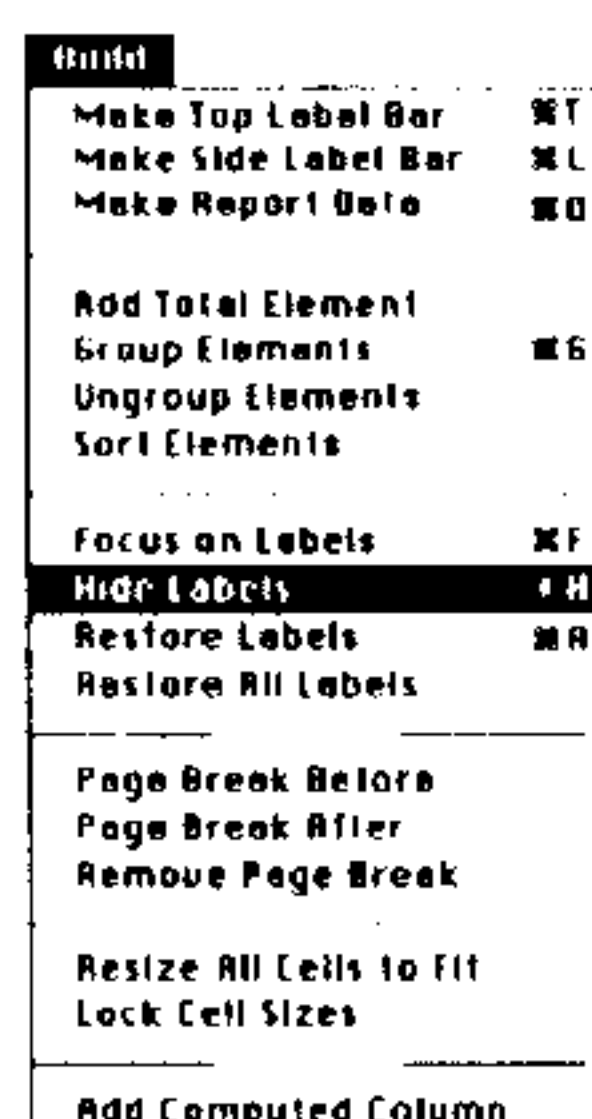 Build
Make Top Label Bar ⌘T
Make Side Label Bar ⌘L
Make Report Data ⌘D
Add Total Element
Group Elements ⌘G
Ungroup Elements
Sort Elements
Focus on Labels ⌘F
Hide Labels ⌘H
Restore Labels ⌘R
Restore All Labels
Page Break Before
Page Break After
Remove Page Break
Resize All Cells to Fit
Lock Cell Sizes
Add Computed Column